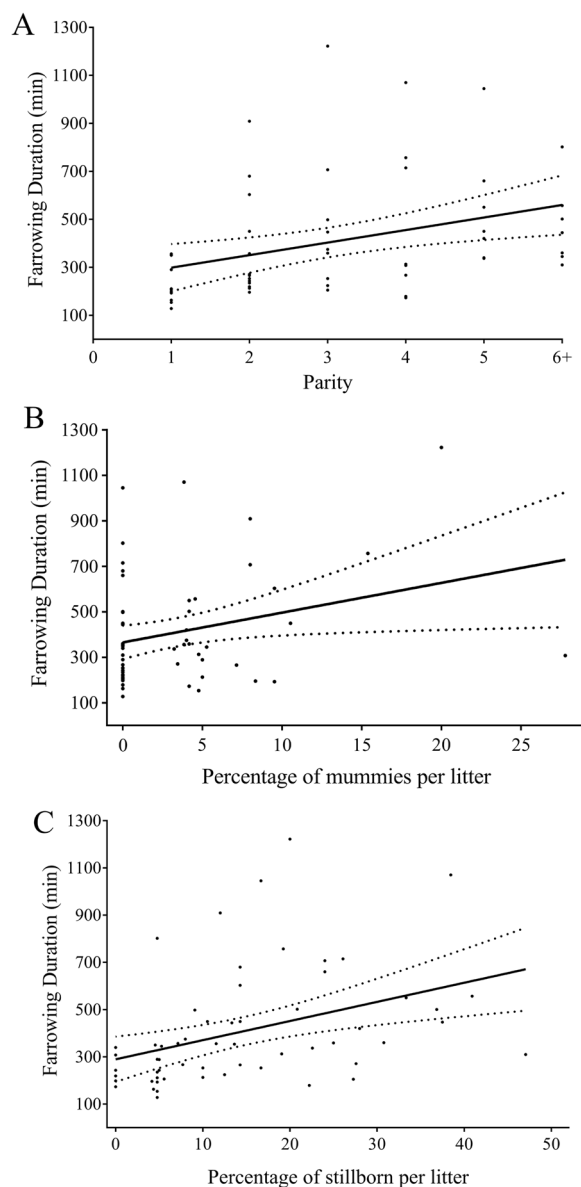 A
Farrowing Duration (min)
1300
1100
900
700
500
300
100
0 1 2 3 4 5 6+
Parity
B
Farrowing Duration (min)
1300
1100
900
700
500
300
100
0 5 10 15 20 25
Percentage of mummies per litter
C
Farrowing Duration (min)
1300
1100
900
700
500
300
100
0 10 20 30 40 50
Percentage of stillborn per litter